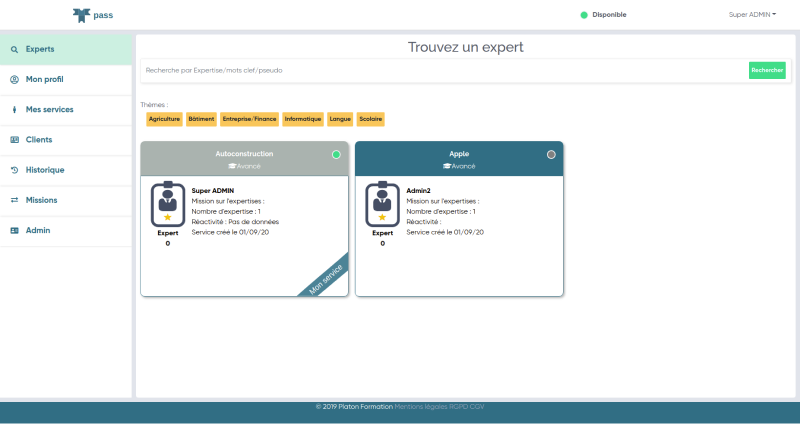 pass
Disponible
Super ADMIN
Experts
Mon profil
Mes services
Clients
Historique
Missions
Admin
Trouvez un expert
Recherche par Expertise/mots clef/pseudo
Rechercher
Thèmes :
Agriculture Bâtiment Entreprise/Finance Informatique Langue Scolaire
Autoconstruction
Avancé
Super ADMIN
Mission sur l'expertises :
Nombre d'expertise : 1
Réactivité : Pas de données
Service créé le 01/09/20
Expert
0
Mon service
Apple
Avancé
Admin2
Mission sur l'expertises :
Nombre d'expertise : 1
Réactivité :
Service créé le 01/09/20
Expert
0
© 2019 Platon Formation Mentions légales RGPD CGV